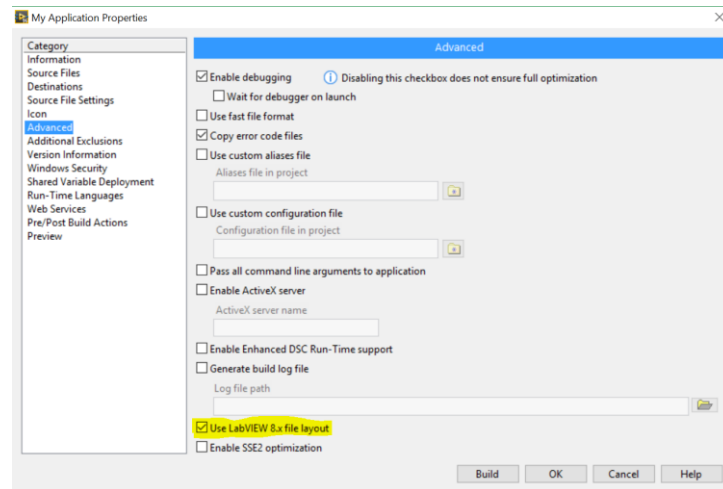 My Application Properties
Category
Information
Source Files
Destinations
Source File Settings
Icon
Advanced
Additional Exclusions
Version Information
Windows Security
Shared Variable Deployment
Run-Time Languages
Web Services
Pre/Post Build Actions
Preview
Advanced
Enable debugging
Disabling this checkbox does not ensure full optimization
Wait for debugger on launch
Use fast file format
Copy error code files
Use custom aliases file
Aliases file in project
Use custom configuration file
Configuration file in project
Pass all command line arguments to application
Enable ActiveX server
ActiveX server name
Enable Enhanced DSC Run-Time support
Generate build log file
Log file path
Use LabVIEW 8.x file layout
Enable SSE2 optimization
Build OK Cancel Help